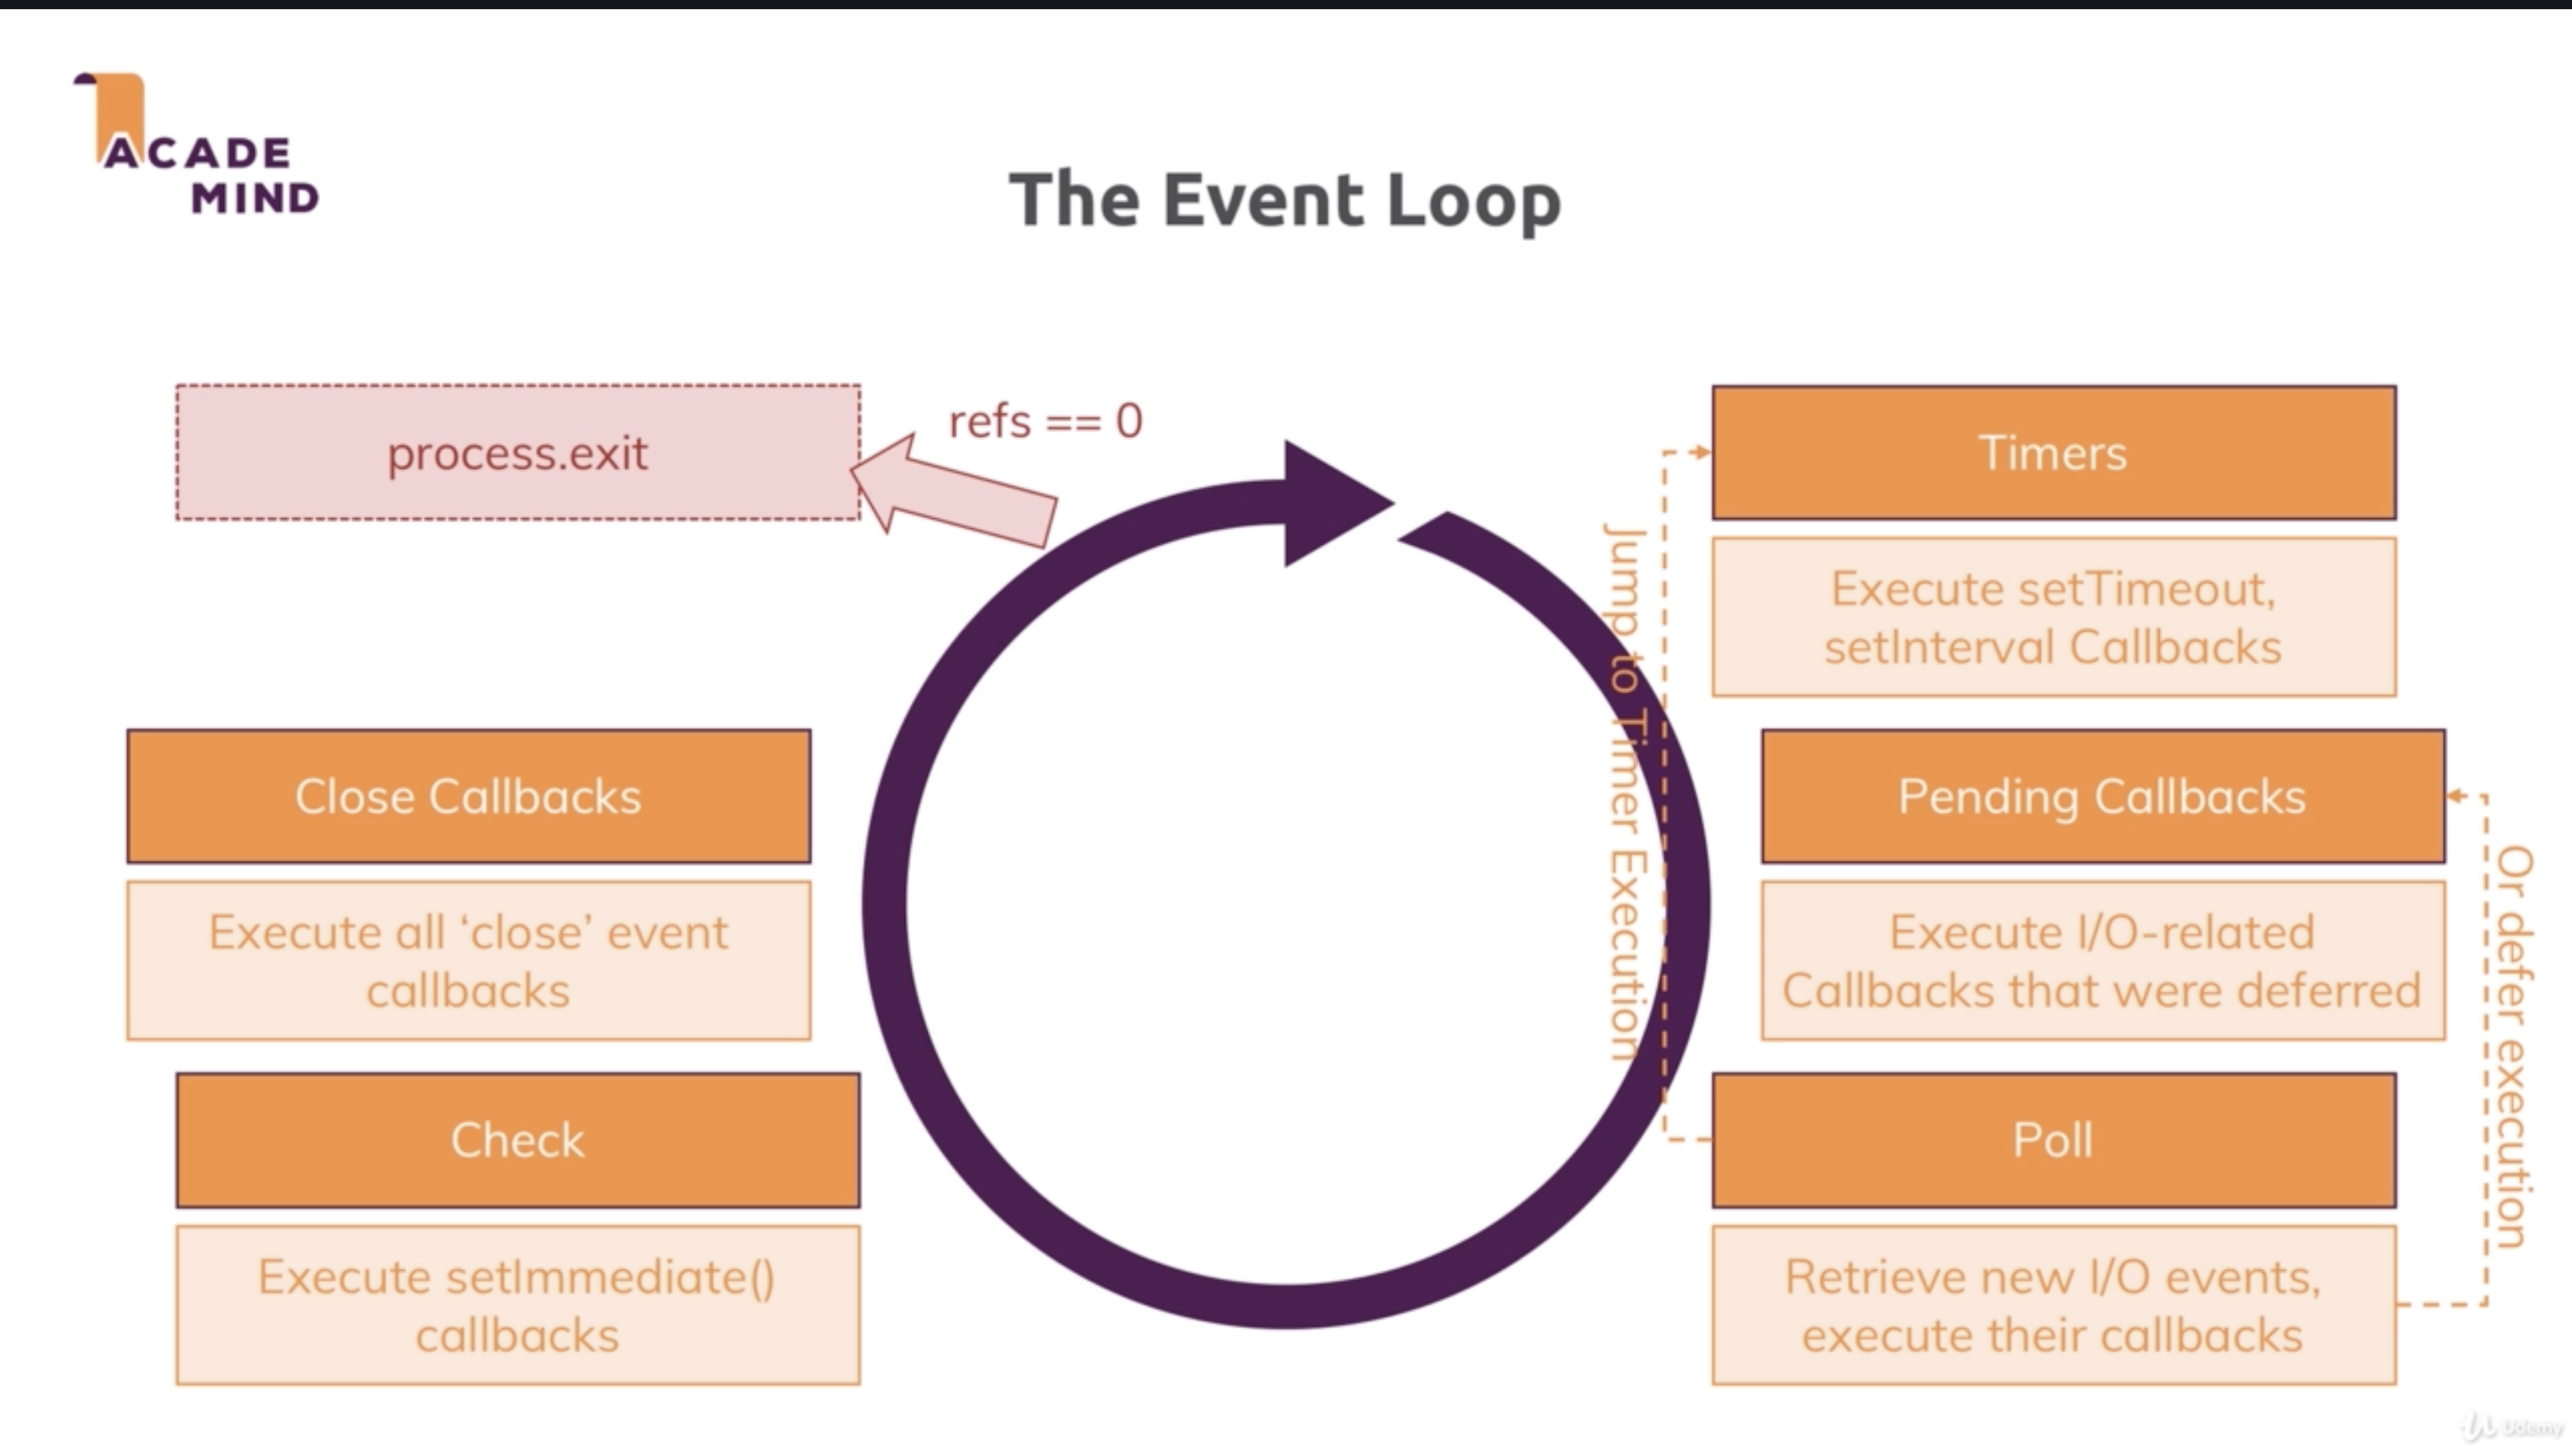 ACADE
MIND
The Event Loop
process.exit
refs == 0
Timers
Execute setTimeout,
setInterval Callbacks
Jump to Timer Execution
Close Callbacks
Execute all ‘close’ event
callbacks
Pending Callbacks
Execute I/O-related
Callbacks that were deferred
Or defer execution
Check
Execute setImmediate()
callbacks
Poll
Retrieve new I/O events,
execute their callbacks
Udemy